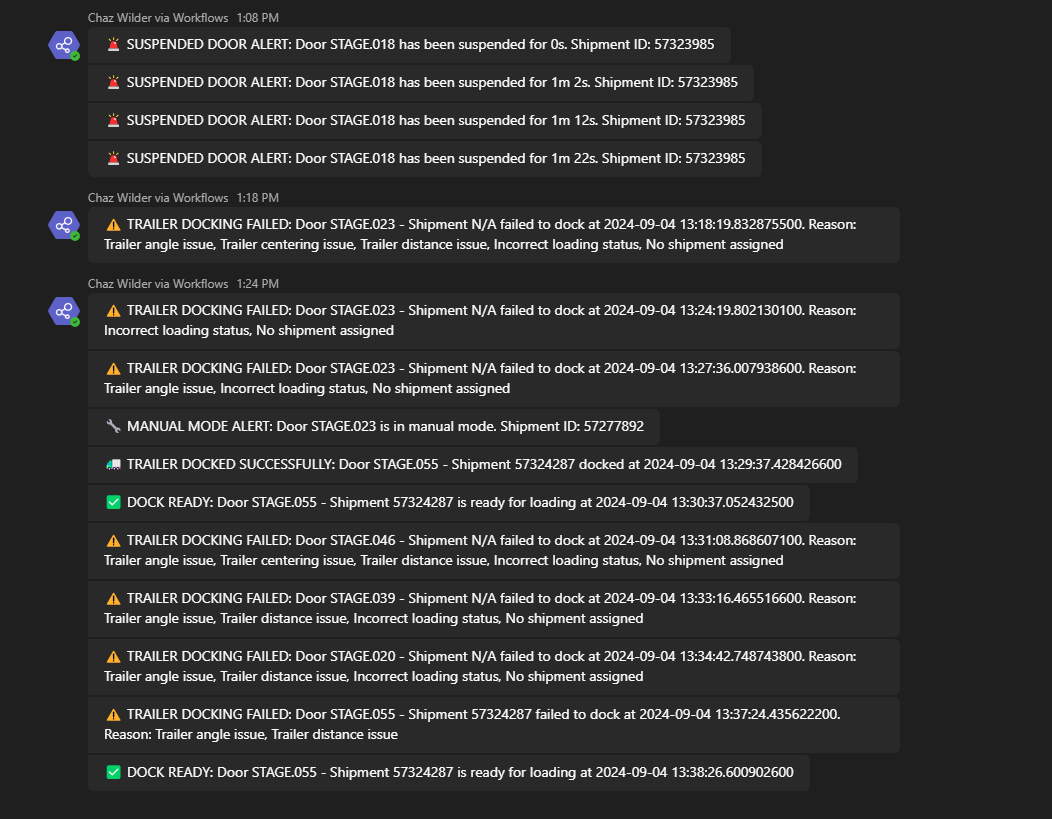 Chaz Wilder via Workflows 1:08 PM
🚨 SUSPENDED DOOR ALERT: Door STAGE.018 has been suspended for 0s. Shipment ID: 57323985
🚨 SUSPENDED DOOR ALERT: Door STAGE.018 has been suspended for 1m 2s. Shipment ID: 57323985
🚨 SUSPENDED DOOR ALERT: Door STAGE.018 has been suspended for 1m 12s. Shipment ID: 57323985
🚨 SUSPENDED DOOR ALERT: Door STAGE.018 has been suspended for 1m 22s. Shipment ID: 57323985
Chaz Wilder via Workflows 1:18 PM
⚠️ TRAILER DOCKING FAILED: Door STAGE.023 - Shipment N/A failed to dock at 2024-09-04 13:18:19.832875500. Reason:
Trailer angle issue, Trailer centering issue, Trailer distance issue, Incorrect loading status, No shipment assigned
Chaz Wilder via Workflows 1:24 PM
⚠️ TRAILER DOCKING FAILED: Door STAGE.023 - Shipment N/A failed to dock at 2024-09-04 13:24:19.802130100. Reason:
Incorrect loading status, No shipment assigned
⚠️ TRAILER DOCKING FAILED: Door STAGE.023 - Shipment N/A failed to dock at 2024-09-04 13:27:36.007938600. Reason:
Trailer angle issue, Incorrect loading status, No shipment assigned
🔧 MANUAL MODE ALERT: Door STAGE.023 is in manual mode. Shipment ID: 57277892
🚛 TRAILER DOCKED SUCCESSFULLY: Door STAGE.055 - Shipment 57324287 docked at 2024-09-04 13:29:37.428426600
✅ DOCK READY: Door STAGE.055 - Shipment 57324287 is ready for loading at 2024-09-04 13:30:37.052432500
⚠️ TRAILER DOCKING FAILED: Door STAGE.046 - Shipment N/A failed to dock at 2024-09-04 13:31:08.868607100. Reason:
Trailer angle issue, Trailer centering issue, Trailer distance issue, Incorrect loading status, No shipment assigned
⚠️ TRAILER DOCKING FAILED: Door STAGE.039 - Shipment N/A failed to dock at 2024-09-04 13:33:16.465516600. Reason:
Trailer angle issue, Trailer distance issue, Incorrect loading status, No shipment assigned
⚠️ TRAILER DOCKING FAILED: Door STAGE.020 - Shipment N/A failed to dock at 2024-09-04 13:34:42.748743800. Reason:
Trailer angle issue, Trailer distance issue, Incorrect loading status, No shipment assigned
⚠️ TRAILER DOCKING FAILED: Door STAGE.055 - Shipment 57324287 failed to dock at 2024-09-04 13:37:24.435622200.
Reason: Trailer angle issue, Trailer distance issue
✅ DOCK READY: Door STAGE.055 - Shipment 57324287 is ready for loading at 2024-09-04 13:38:26.600902600